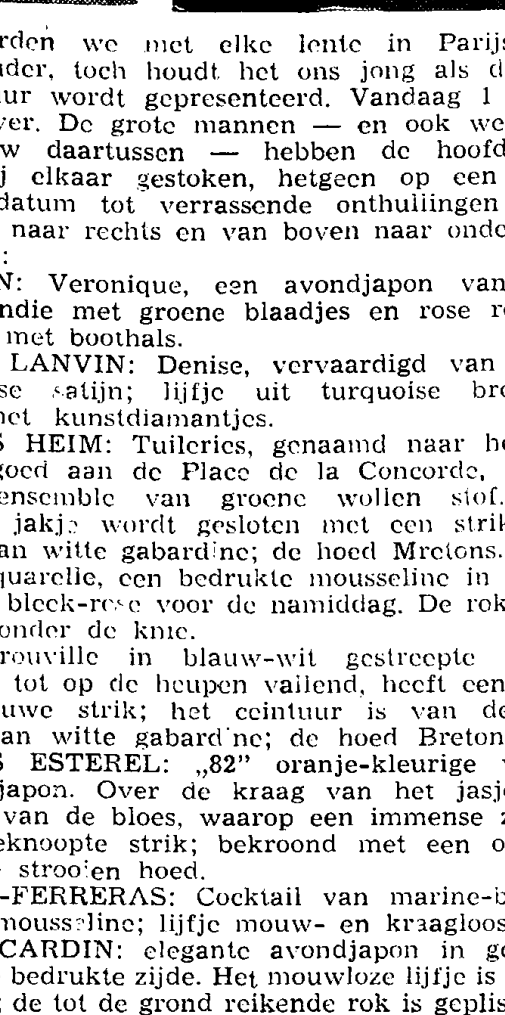 rden we met elke lente in Parijs
der, toch houdt het ons jong als d
ur wordt gepresenteerd. Vandaag 1
ver. De grote mannen — en ook we
w daartussen — hebben de hoofd
j elkaar gestoken, hetgeen op een
datum tot verrassende onthullingen
naar rechts en van boven naar onde
:
N: Veronique, een avondjapon van
ndie met groene blaadjes en rose r
met boothals.
LANVIN: Denise, vervaardigd van
se satijn; lijfje uit turquoise bro
met kunstdiamantjes.
S HEIM: Tuileries, genaamd naar he
goed aan de Place de la Concorde,
ensemble van groene wollen stof.
jakje wordt gesloten met een strik
an witte gabardine; de hoed Mretons.
quarelle, een bedrukte mousseline in
bleek-rose voor de namiddag. De rok
onder de knie.
rouville in blauw-wit gestreepte
tot op de heupen vallend, heeft een
uwe strik; het ceintuur is van de
an witte gabardine; de hoed Breton
S ESTEREL: „82” oranje-kleurige
japon. Over de kraag van het jasj
van de bloes, waarop een immense
eknoopte strik; bekroond met een o
strooien hoed.
-FERRERAS: Cocktail van marine-b
mousseline; lijfje mouw- en kraagloos
CARDIN: elegante avondjapon in ge
bedrukte zijde. Het mouwloze lijfje is
; de tot de grond reikende rok is geplis